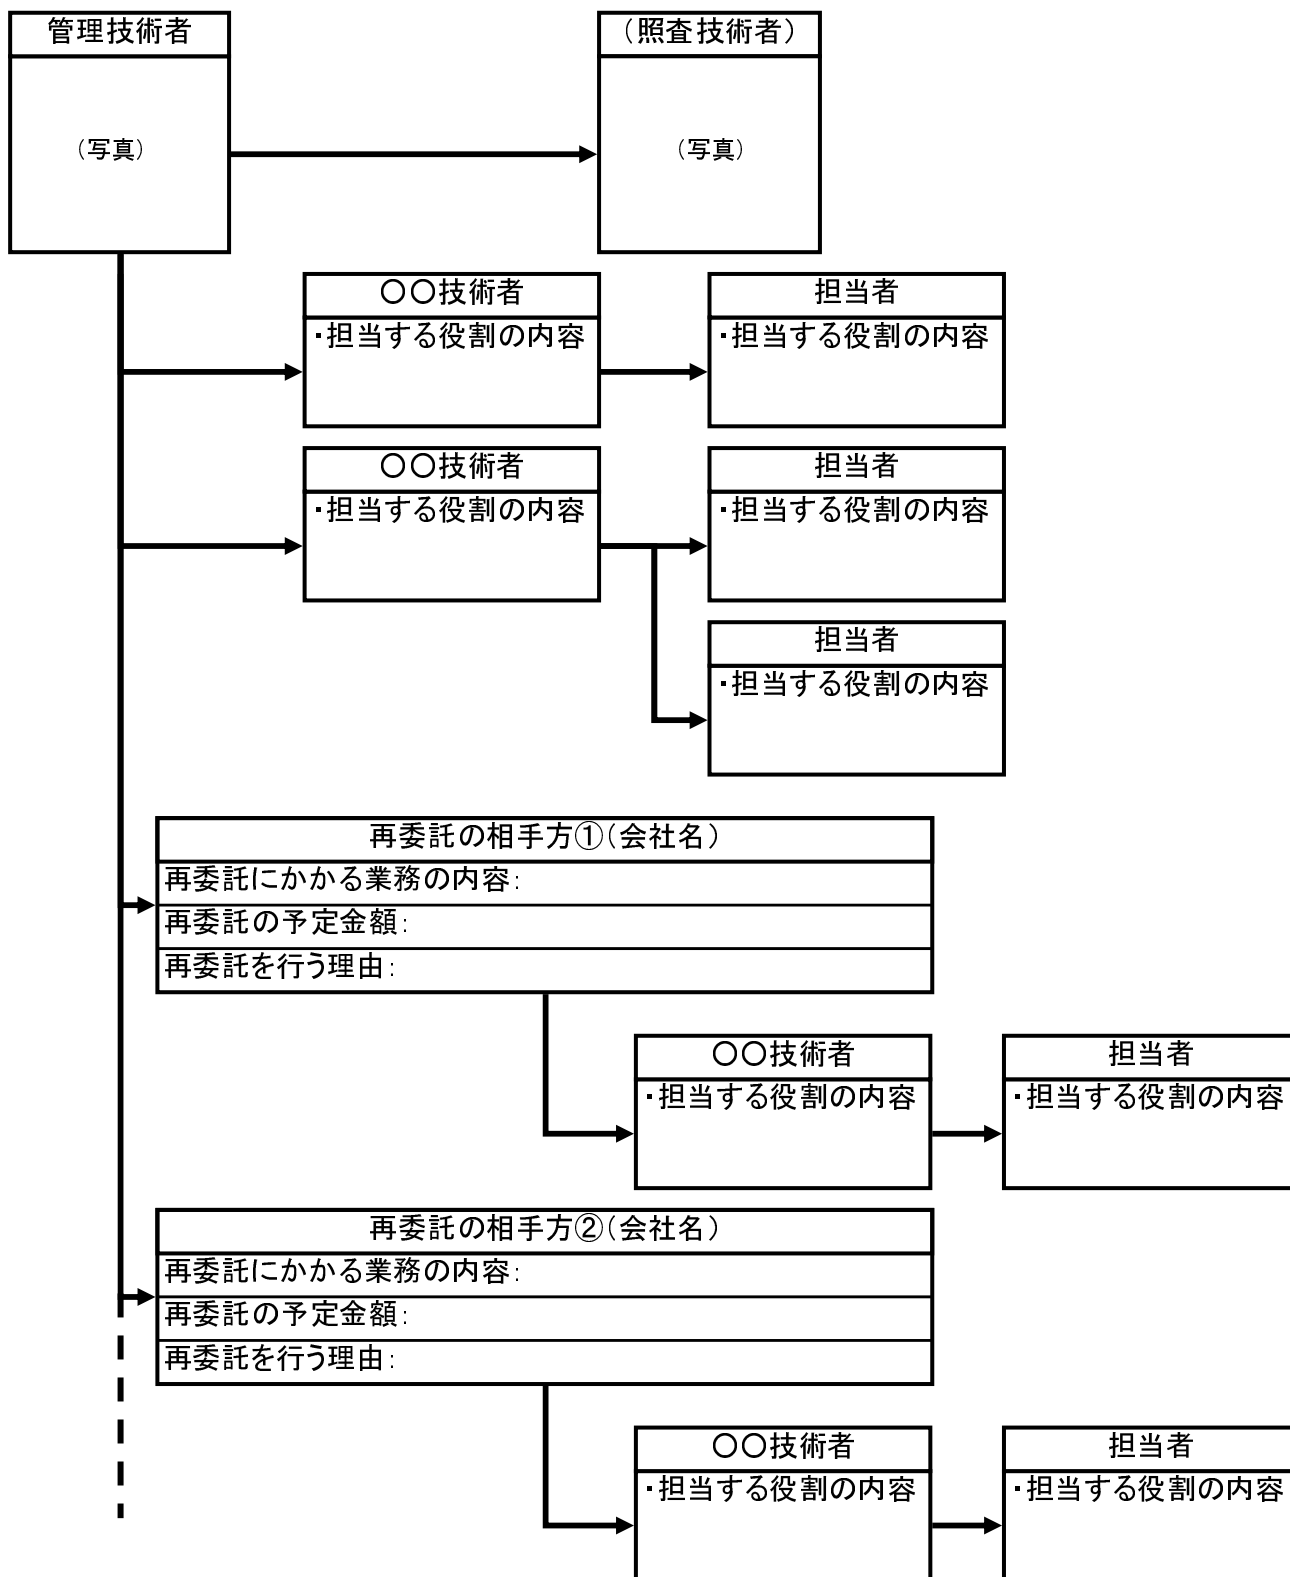 管理技術者
（照査技術者）
（写真）
（写真）
〇〇技術者
担当者
・担当する役割の内容
・担当する役割の内容
〇〇技術者
担当者
・担当する役割の内容
・担当する役割の内容
担当者
・担当する役割の内容
再委託の相手方①（会社名）
再委託にかかる業務の内容：
再委託の予定金額：
再委託を行う理由：
〇〇技術者
担当者
・担当する役割の内容
・担当する役割の内容
再委託の相手方②（会社名）
再委託にかかる業務の内容：
再委託の予定金額：
再委託を行う理由：
〇〇技術者
担当者
・担当する役割の内容
・担当する役割の内容